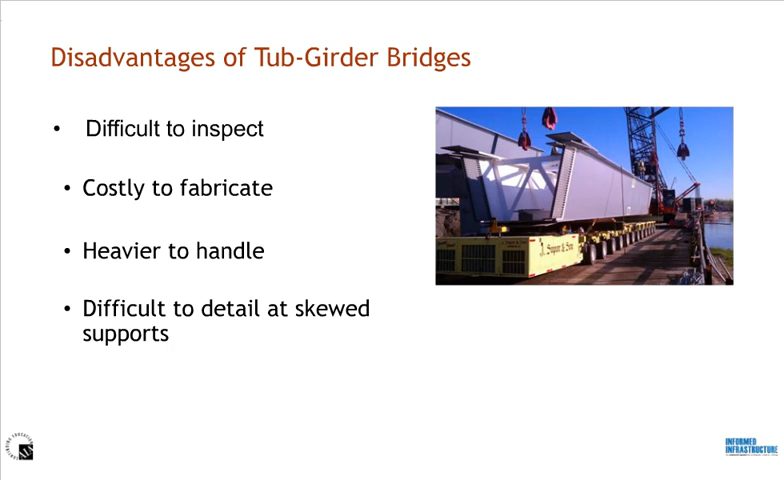 Disadvantages of Tub-Girder Bridges
• Difficult to inspect
• Costly to fabricate
• Heavier to handle
• Difficult to detail at skewed
supports
INFORMED
INFRASTRUCTURE